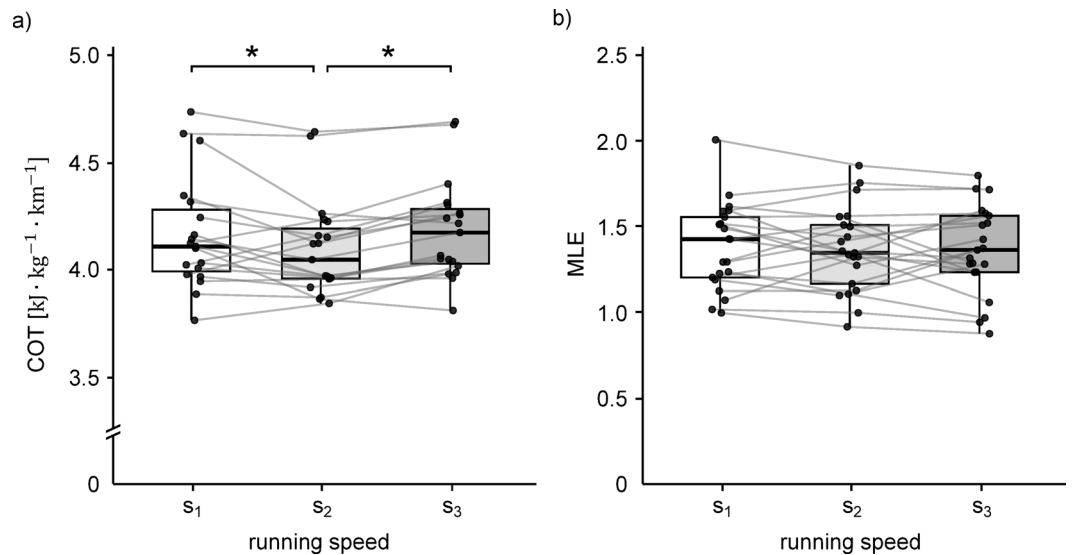 a)
COT [kJ · kg⁻¹ · km⁻¹]
5.0
4.5
4.0
3.5
0
*
*
s₁
s₂
s₃
running speed
b)
MLE
2.5
2.0
1.5
1.0
0.5
0
s₁
s₂
s₃
running speed